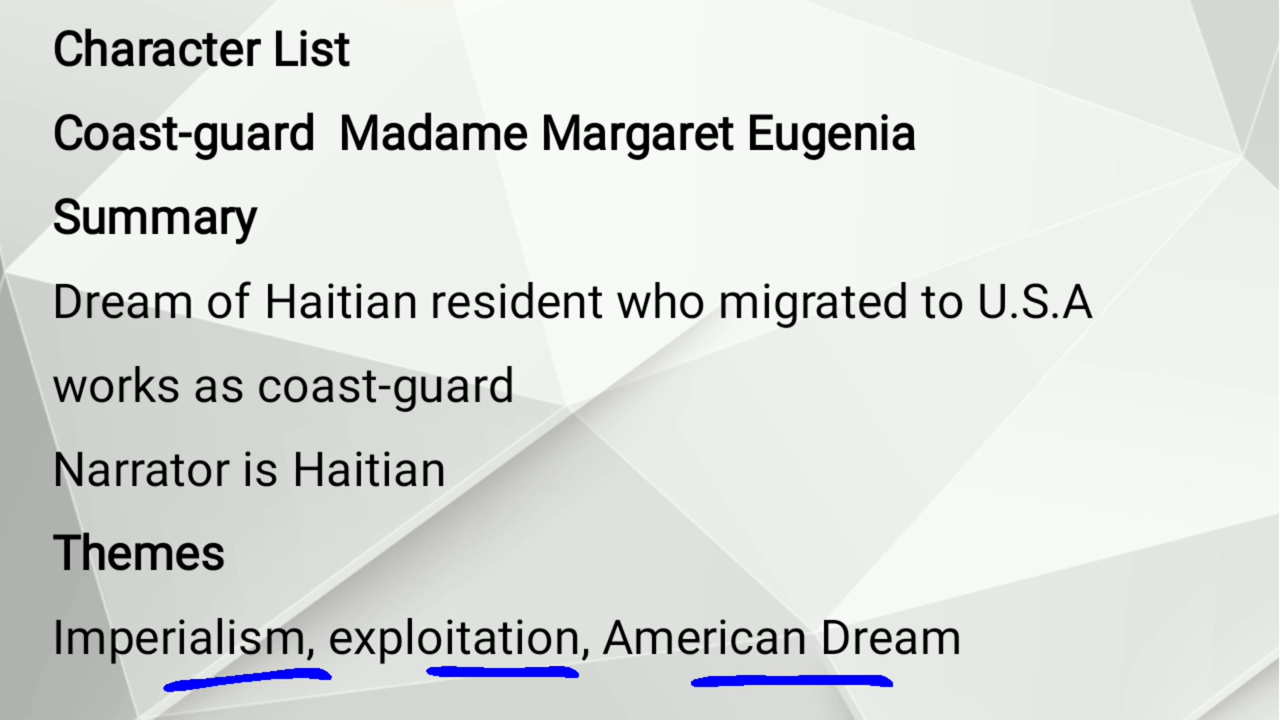 Character List
Coast-guard Madame Margaret Eugenia
Summary
Dream of Haitian resident who migrated to U.S.A
works as coast-guard
Narrator is Haitian
Themes
Imperialism, exploitation, American Dream